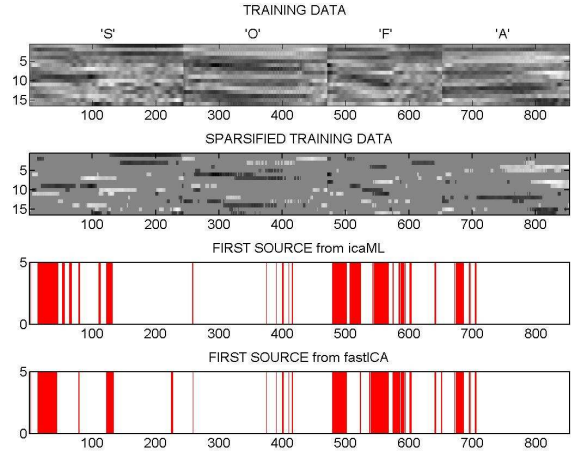 TRAINING DATA
'S' 'O' 'F' 'A'
5
10
15
100 200 300 400 500 600 700 800
SPARSIFIED TRAINING DATA
5
10
15
100 200 300 400 500 600 700 800
FIRST SOURCE from icaML
5
0
100 200 300 400 500 600 700 800
FIRST SOURCE from fastICA
5
0
100 200 300 400 500 600 700 800